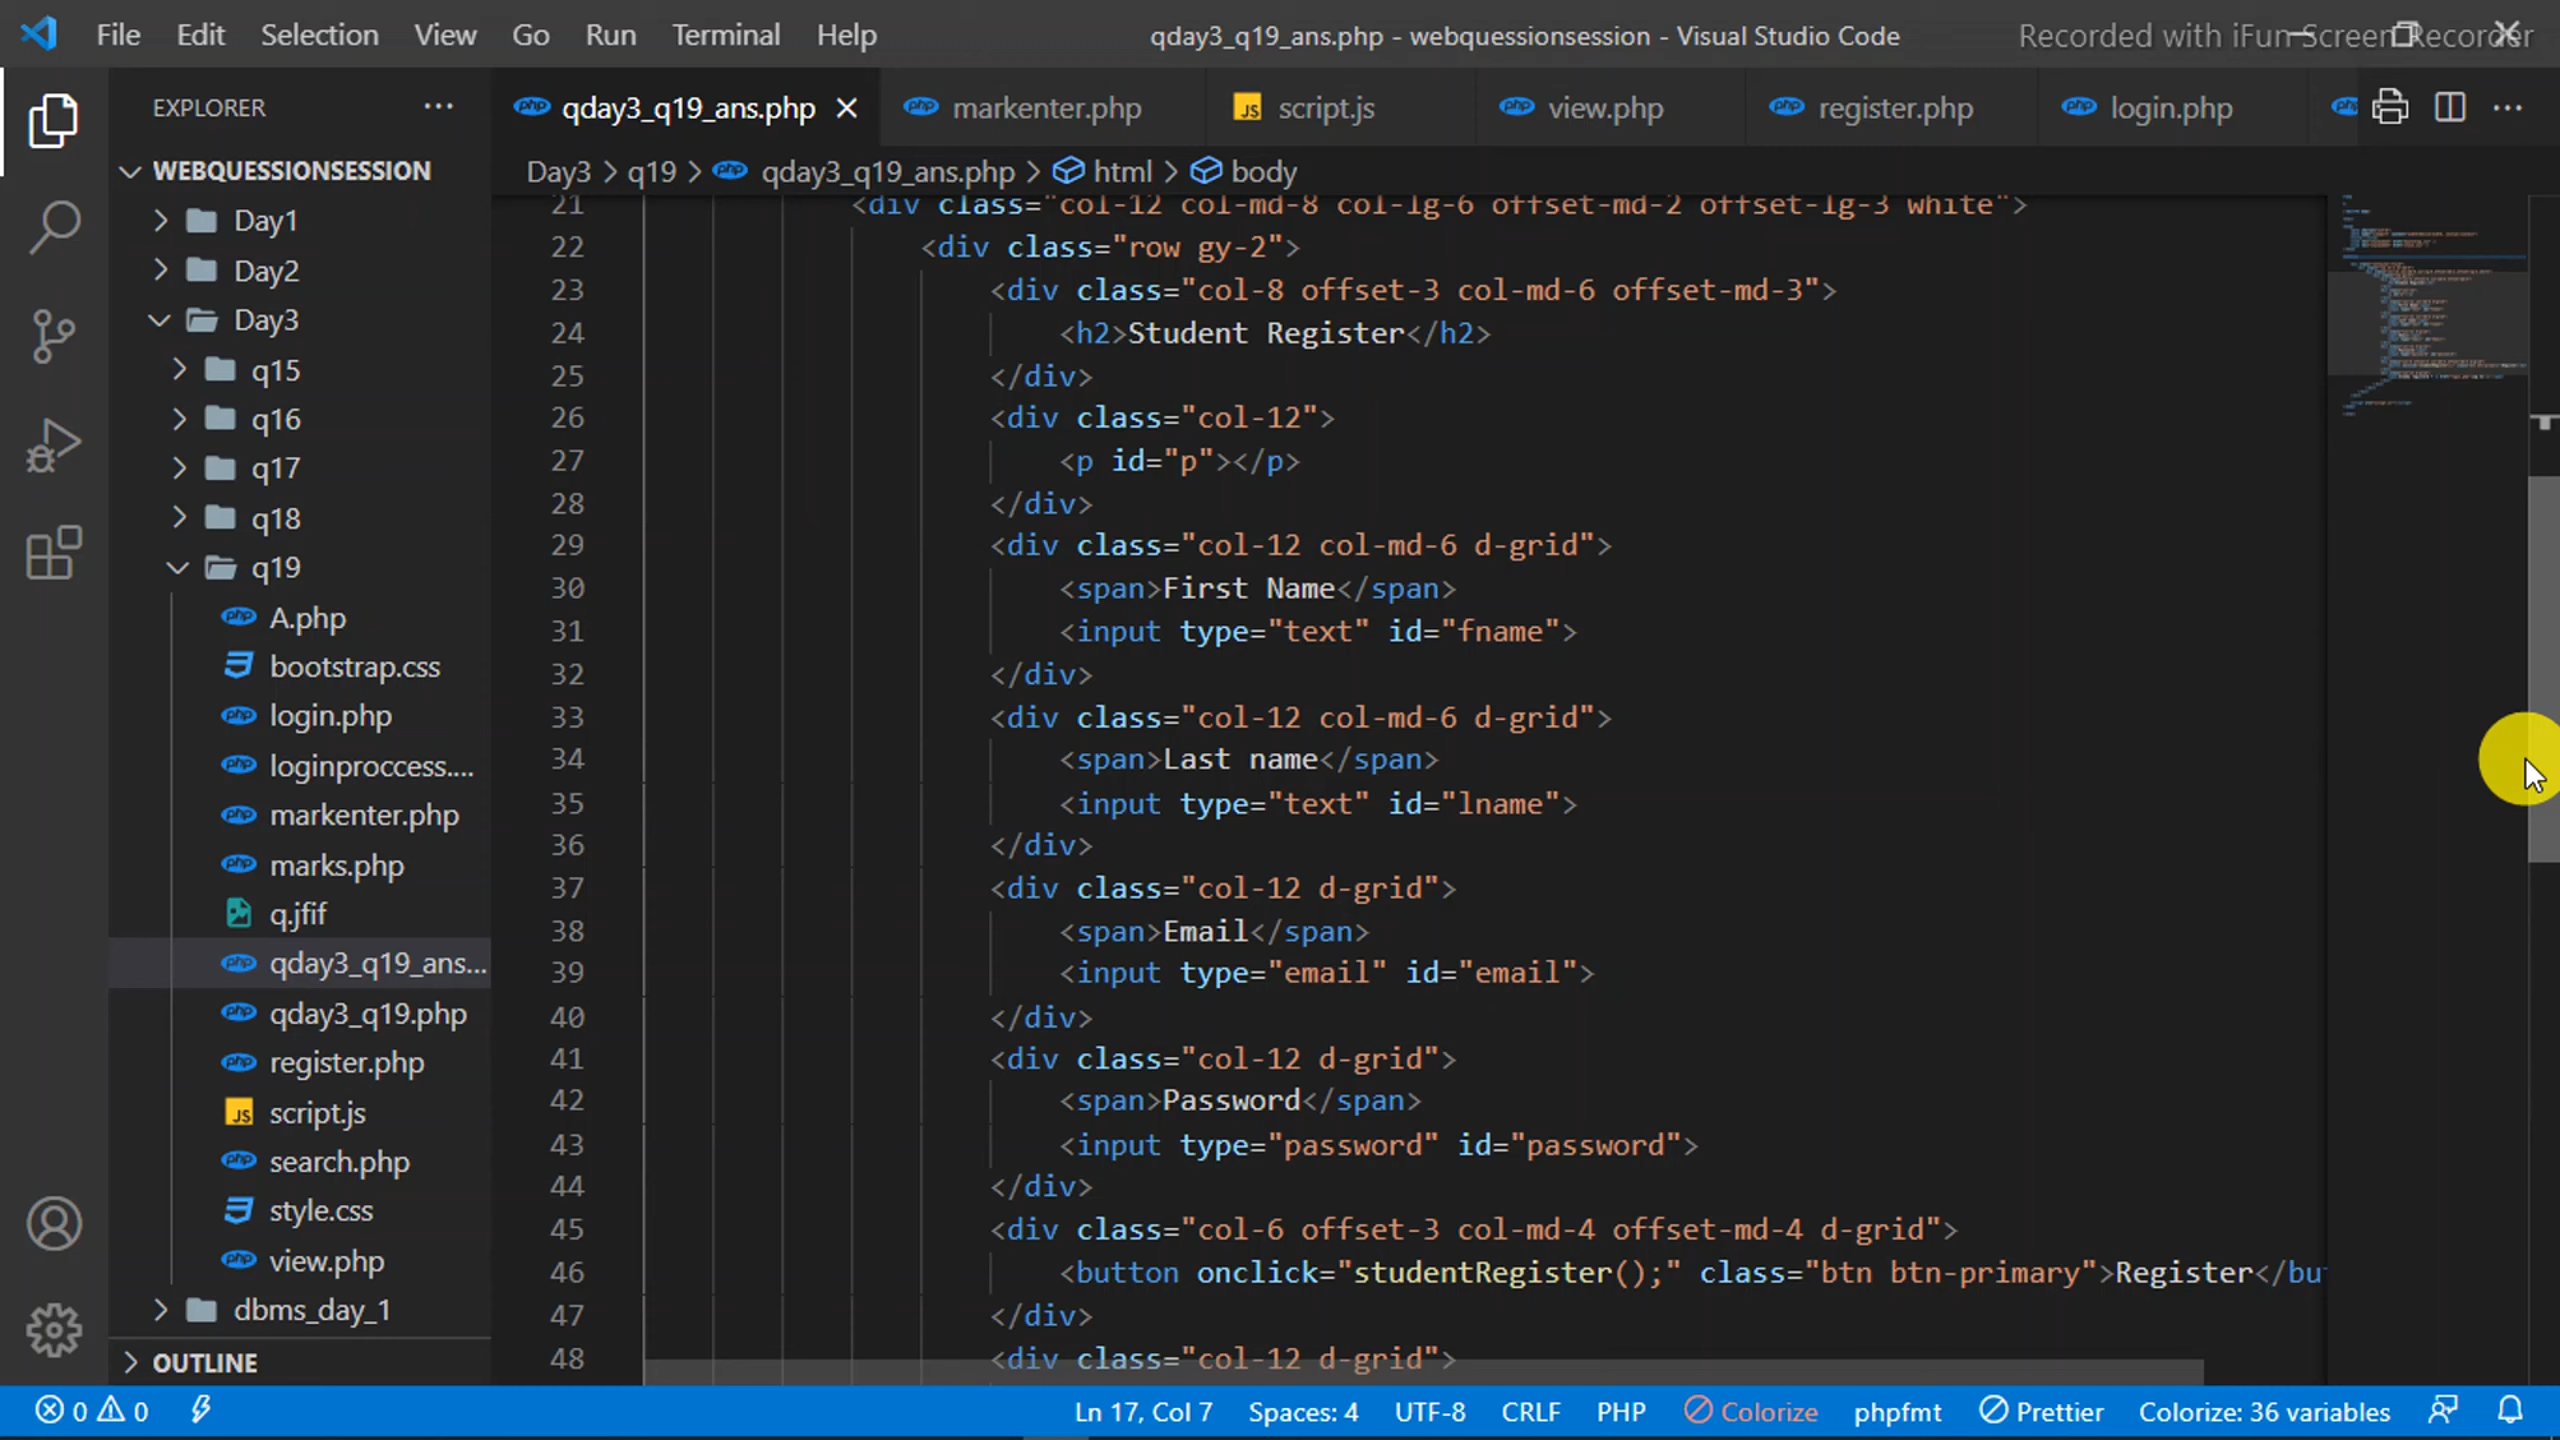 File Edit Selection View Go Run Terminal Help
qday3_q19_ans.php - webquessionsession - Visual Studio Code
Recorded with iFun Screen Recorder
EXPLORER ···
qday3_q19_ans.php
markenter.php
script.js
view.php
register.php
login.php
Day3 > q19 > qday3_q19_ans.php > html > body
WEBQUESSIONSESSION
Day1
Day2
Day3
q15
q16
q17
q18
q19
A.php
bootstrap.css
login.php
loginproccess....
markenter.php
marks.php
q.jfif
qday3_q19_ans...
qday3_q19.php
register.php
script.js
search.php
style.css
view.php
dbms_day_1
OUTLINE
21 <div class="col-12 col-md-8 col-lg-6 offset-md-2 offset-lg-3 white">
22 <div class="row gy-2">
23 <div class="col-8 offset-3 col-md-6 offset-md-3">
24 <h2>Student Register</h2>
25 </div>
26 <div class="col-12">
27 <p id="p"></p>
28 </div>
29 <div class="col-12 col-md-6 d-grid">
30 <span>First Name</span>
31 <input type="text" id="fname">
32 </div>
33 <div class="col-12 col-md-6 d-grid">
34 <span>Last name</span>
35 <input type="text" id="lname">
36 </div>
37 <div class="col-12 d-grid">
38 <span>Email</span>
39 <input type="email" id="email">
40 </div>
41 <div class="col-12 d-grid">
42 <span>Password</span>
43 <input type="password" id="password">
44 </div>
45 <div class="col-6 offset-3 col-md-4 offset-md-4 d-grid">
46 <button onclick="studentRegister();" class="btn btn-primary">Register</bu
47 </div>
48 <div class="col-12 d-grid">
0 0 Ln 17, Col 7 Spaces: 4 UTF-8 CRLF PHP Colorize phpfmt Prettier Colorize: 36 variables